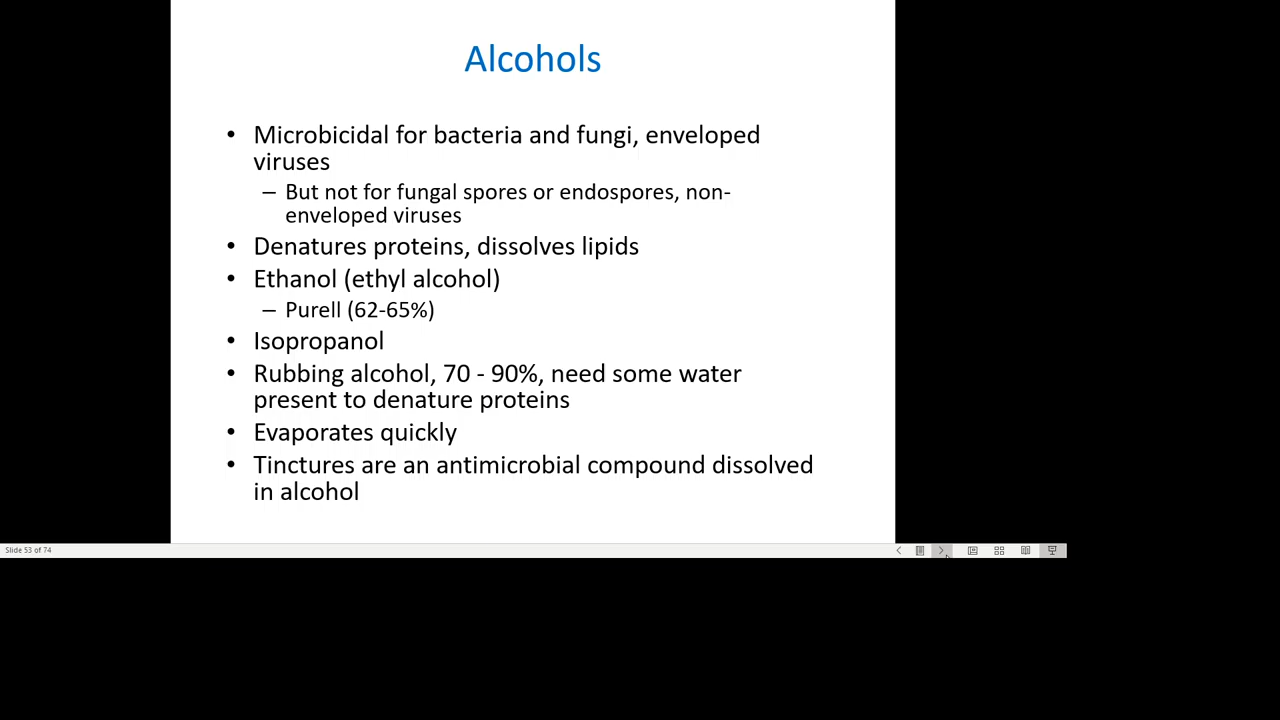 Alcohols
• Microbicidal for bacteria and fungi, enveloped
viruses
– But not for fungal spores or endospores, non-
enveloped viruses
• Denatures proteins, dissolves lipids
• Ethanol (ethyl alcohol)
– Purell (62-65%)
• Isopropanol
• Rubbing alcohol, 70 - 90%, need some water
present to denature proteins
• Evaporates quickly
• Tinctures are an antimicrobial compound dissolved
in alcohol
Slide 53 of 74